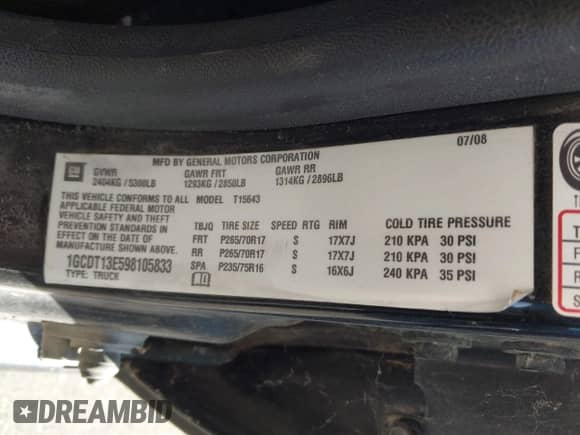 07/08
MFD BY GENERAL MOTORS CORPORATION
GM
GVWR GAWR FRT GAWR RR
2404KG / 5300LB 1293KG / 2850LB 1314KG / 2896LB
THIS VEHICLE CONFORMS TO ALL MODEL T15643
APPLICABLE FEDERAL MOTOR
VEHICLE SAFETY AND THEFT
PREVENTION STANDARDS IN
EFFECT ON THE DATE OF
MANUFACTURE SHOWN ABOVE.
1GCDT13E598105833
TYPE: TRUCK
TBJQ TIRE SIZE SPEED RTG RIM COLD TIRE PRESSURE
FRT P265/70R17 S 17X7J 210 KPA 30 PSI
RR P265/70R17 S 17X7J 210 KPA 30 PSI
SPA P235/75R16 S 16X6J 240 KPA 35 PSI
T
F
R
S
DREAMBID